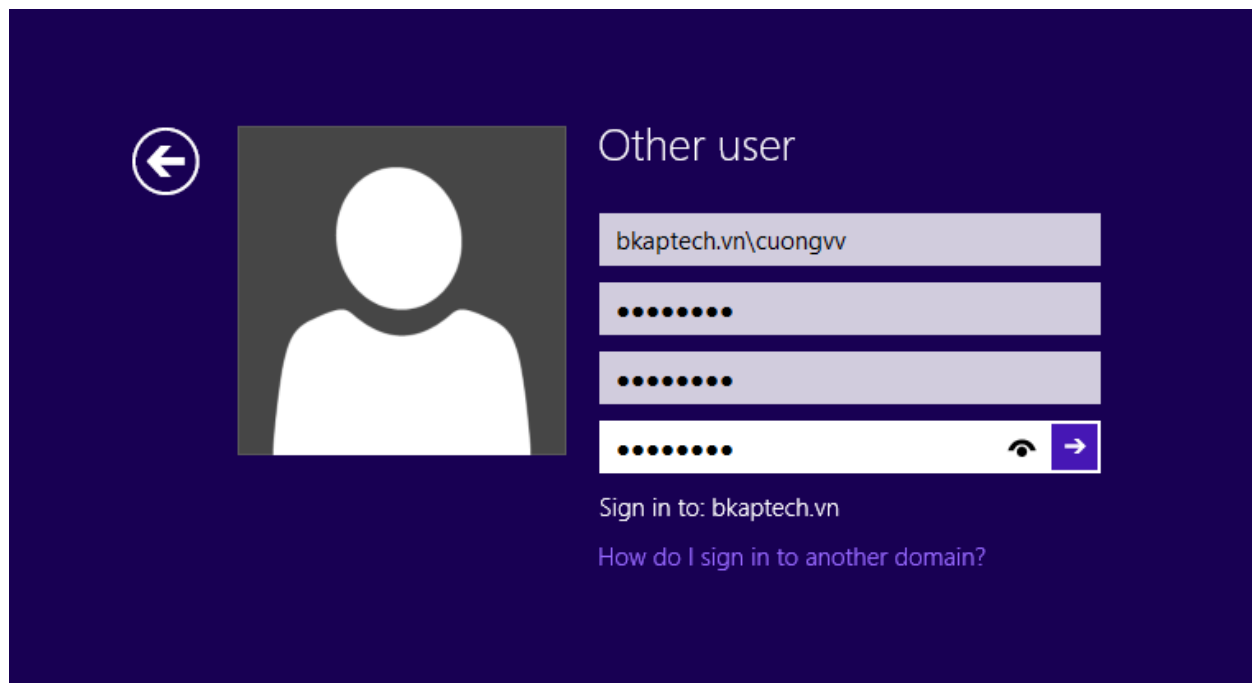 Other user
bkaptech.vn\cuongvv
••••••••
••••••••
••••••••
Sign in to: bkaptech.vn
How do I sign in to another domain?